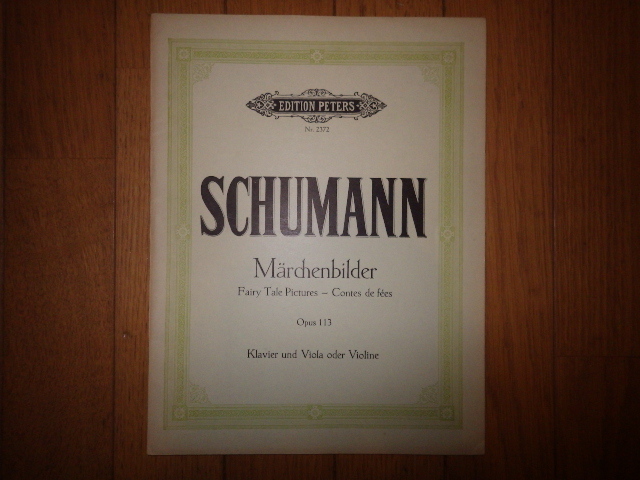 EDITION PETERS
Nr. 2372
SCHUMANN
Märchenbilder
Fairy Tale Pictures – Contes de fées
Opus 113
Klavier und Viola oder Violine